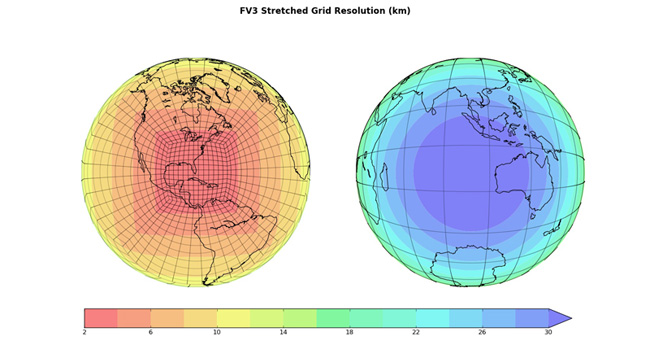 FV3 Stretched Grid Resolution (km)
2 6 10 14 18 22 26 30